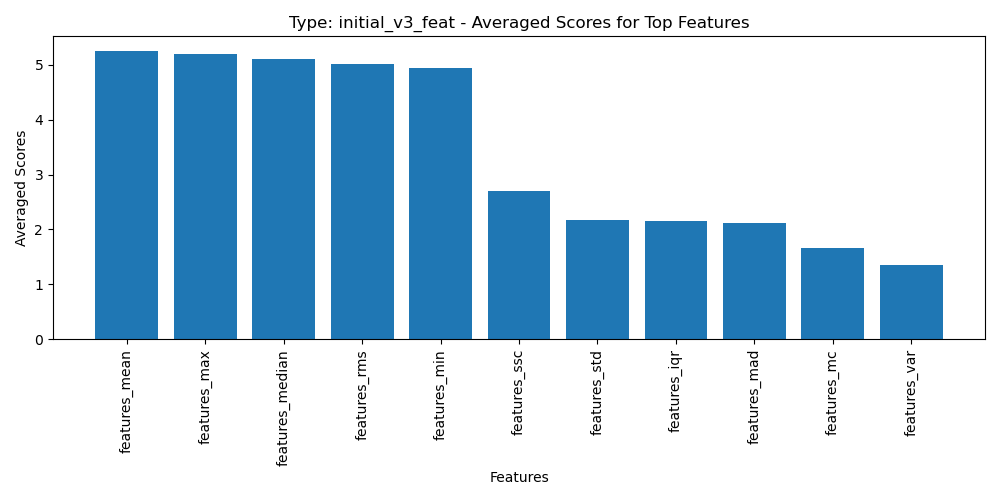 Type: initial_v3_feat - Averaged Scores for Top Features
Averaged Scores
5
4
3
2
1
0
features_mean
features_max
features_median
features_rms
features_min
features_ssc
features_std
features_iqr
features_mad
features_mc
features_var
Features